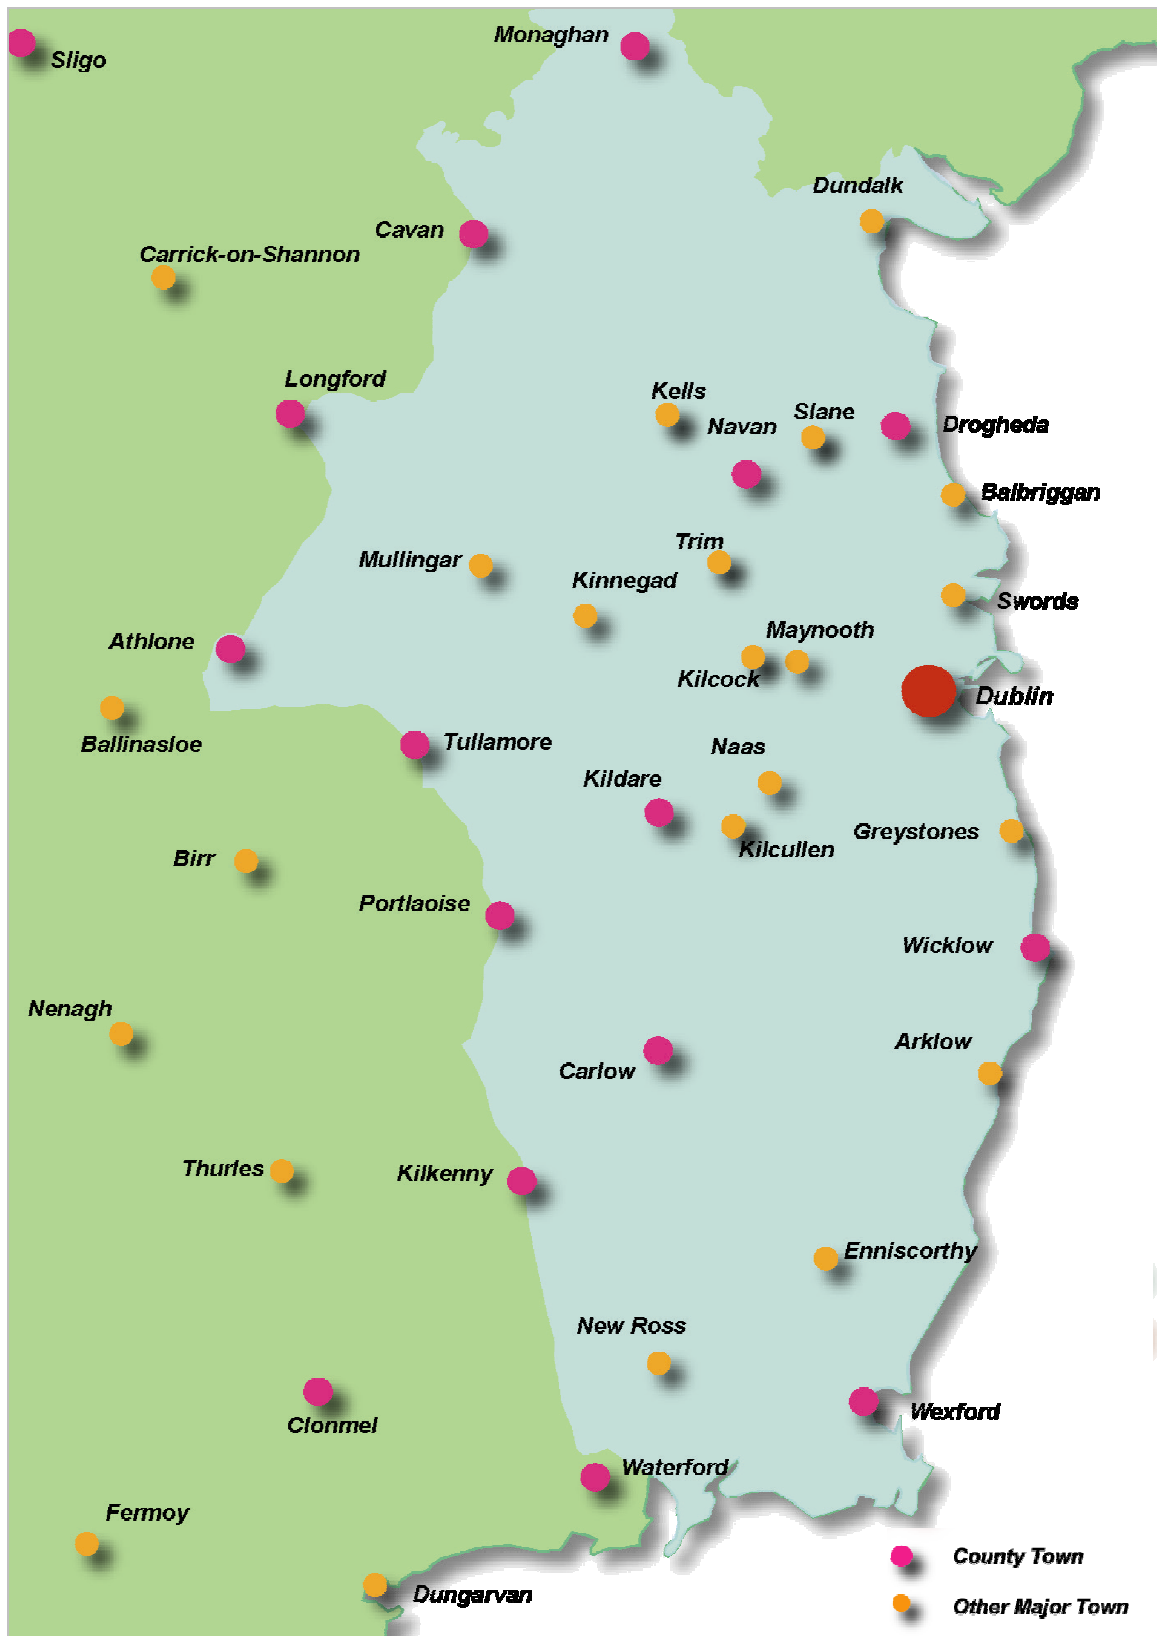 Monaghan
Sligo
Dundalk
Cavan
Carrick-on-Shannon
Longford
Kells
Slane
Navan
Drogheda
Balbriggan
Trim
Mullingar
Kinnegad
Swords
Maynooth
Athlone
Kilcock
Dublin
Ballinasloe
Tullamore
Naas
Kildare
Greystones
Kilcullen
Birr
Portlaoise
Wicklow
Nenagh
Arklow
Carlow
Thurles
Kilkenny
Enniscorthy
New Ross
Wexford
Clonmel
Waterford
Fermoy
County Town
Dungarvan
Other Major Town